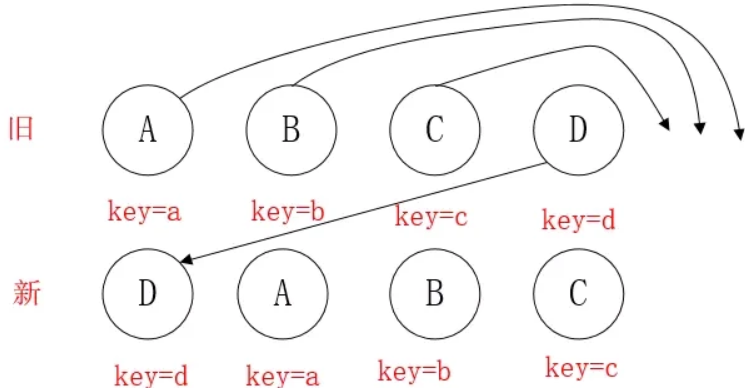 旧 A B C D
key=a key=b key=c key=d
新 D A B C
key=d key=a key=b key=c